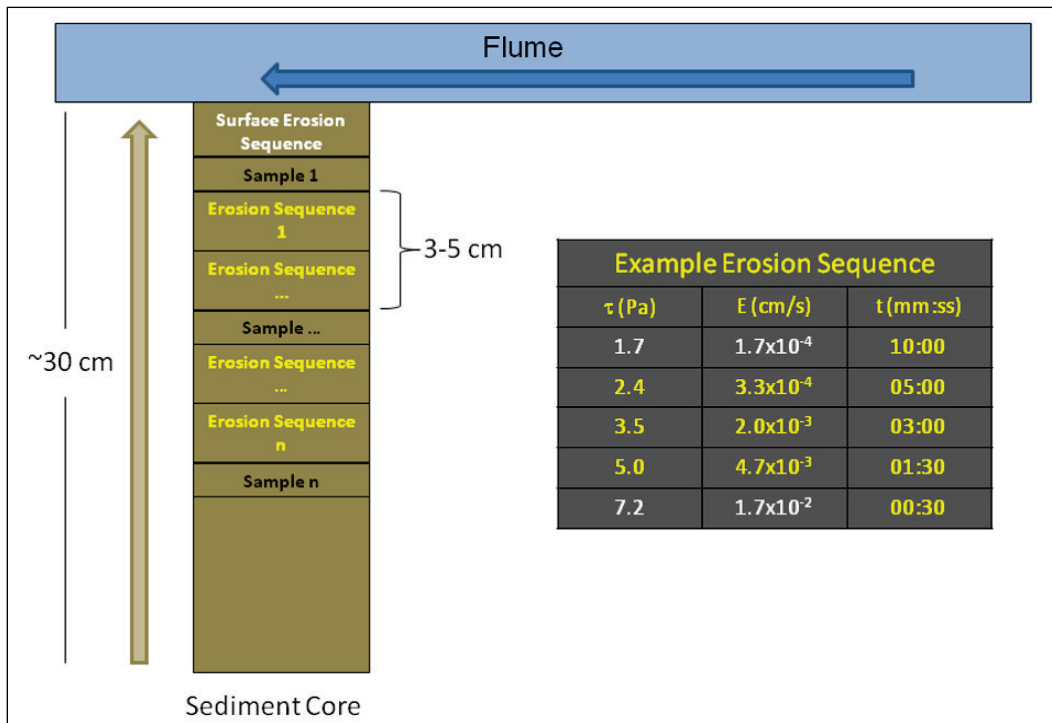 Flume
Surface Erosion
Sequence
Sample 1
Erosion Sequence
1
Erosion Sequence
...
Sample ...
Erosion Sequence
...
Erosion Sequence
n
Sample n
3-5 cm
~30 cm
Sediment Core
Example Erosion Sequence
τ (Pa) E (cm/s) t (mm:ss)
1.7 1.7x10⁻⁴ 10:00
2.4 3.3x10⁻⁴ 05:00
3.5 2.0x10⁻³ 03:00
5.0 4.7x10⁻³ 01:30
7.2 1.7x10⁻² 00:30